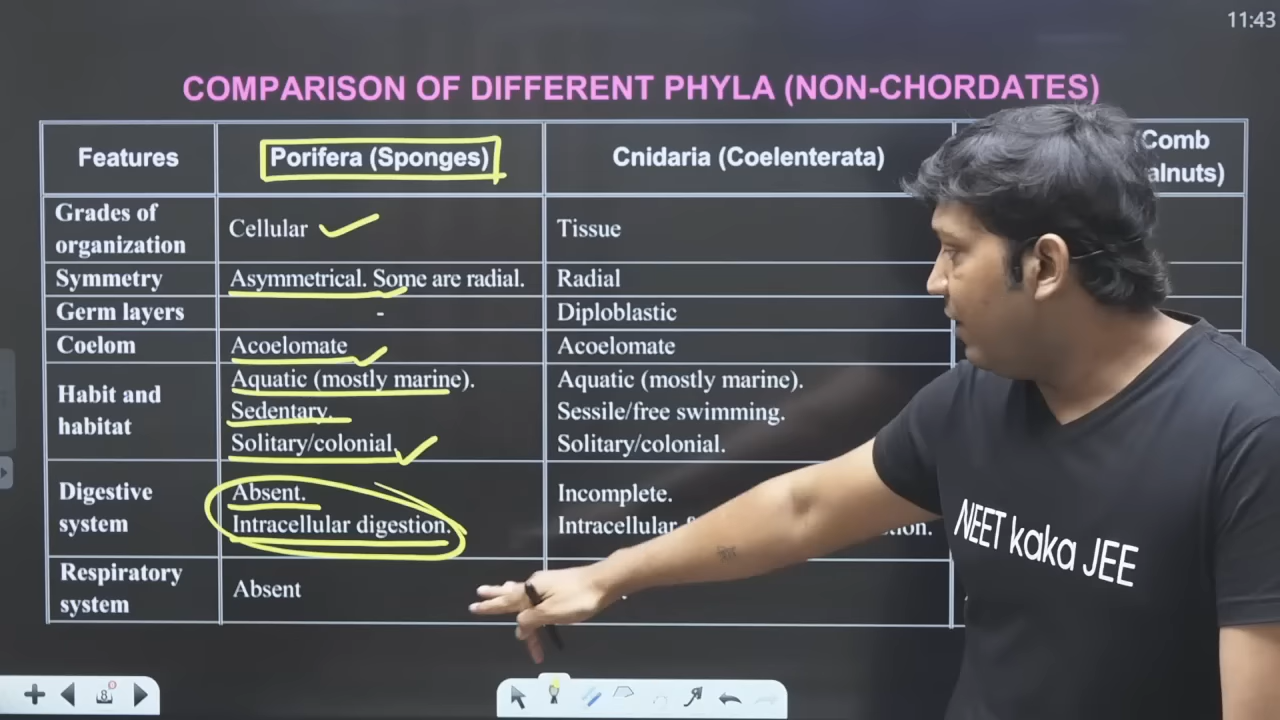 11:43
COMPARISON OF DIFFERENT PHYLA (NON-CHORDATES)
Features
Porifera (Sponges)
Cnidaria (Coelenterata)
(Comb
Grades of
organization
Cellular
Tissue
Symmetry
Asymmetrical. Some are radial.
Radial
Germ layers
-
Diploblastic
Coelom
Acoelomate
Acoelomate
Habit and
habitat
Aquatic (mostly marine).
Sedentary.
Solitary/colonial.
Aquatic (mostly marine).
Sessile/free swimming.
Solitary/colonial.
Digestive
system
Absent.
Intracellular digestion.
Incomplete.
Intracellular
Respiratory
system
Absent
NEET kaka JEE
8